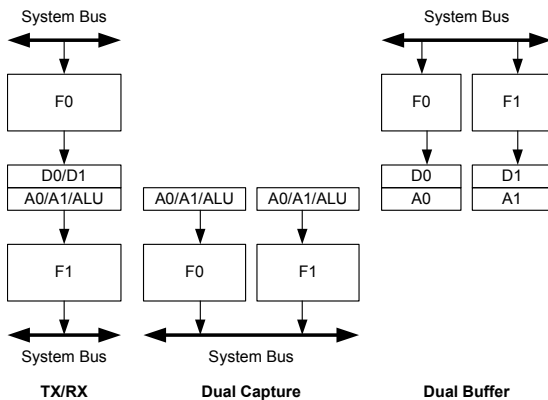 System Bus
F0
D0/D1
A0/A1/ALU
F1
System Bus
TX/RX
A0/A1/ALU
A0/A1/ALU
F0
F1
System Bus
Dual Capture
System Bus
F0
F1
D0
D1
A0
A1
Dual Buffer